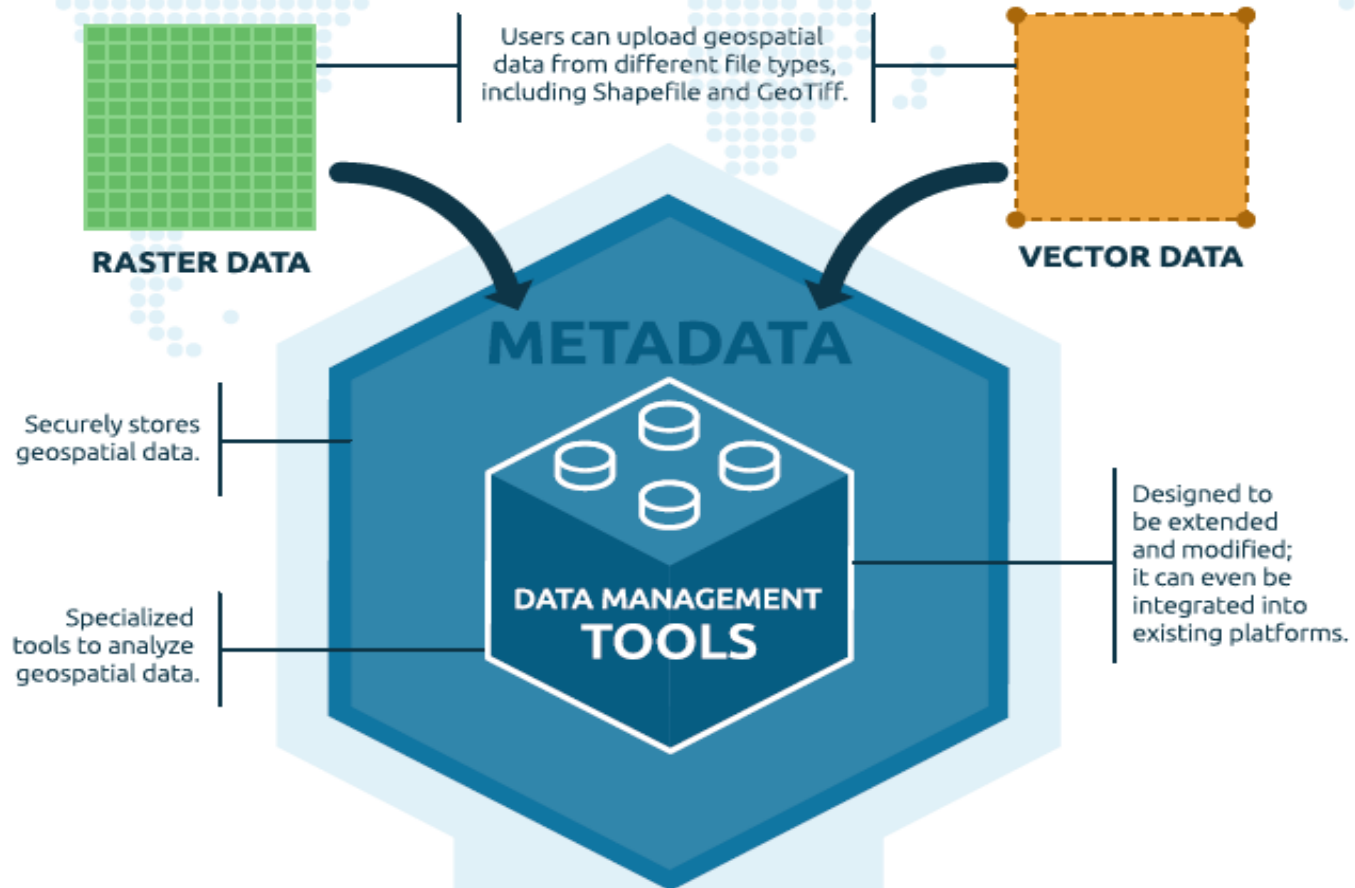 Users can upload geospatial
data from different file types,
including Shapefile and GeoTiff.
RASTER DATA
VECTOR DATA
METADATA
Securely stores
geospatial data.
Specialized
tools to analyze
geospatial data.
DATA MANAGEMENT
TOOLS
Designed to
be extended
and modified;
it can even be
integrated into
existing platforms.